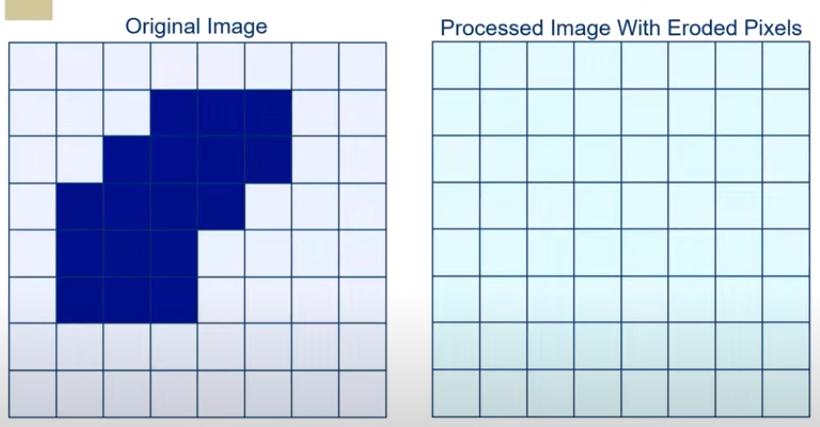 Original Image
Processed Image With Eroded Pixels